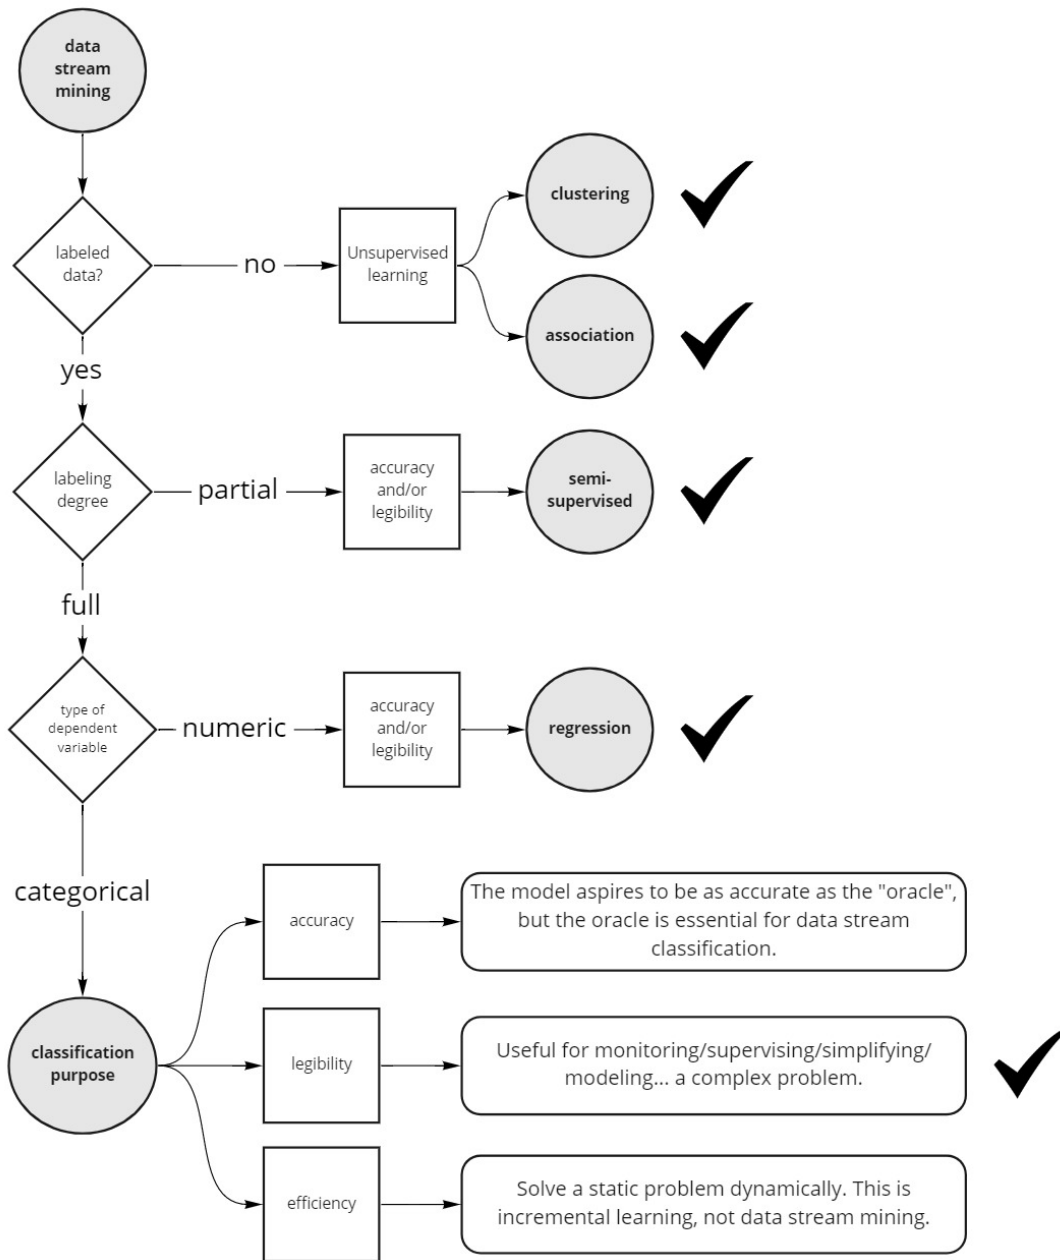 data
stream
mining
labeled
data?
no
Unsupervised
learning
clustering
association
yes
labeling
degree
partial
accuracy
and/or
legibility
semi-
supervised
full
type of
dependent
variable
numeric
accuracy
and/or
legibility
regression
categorical
classification
purpose
accuracy
The model aspires to be as accurate as the "oracle",
but the oracle is essential for data stream
classification.
legibility
Useful for monitoring/supervising/simplifying/
modeling... a complex problem.
efficiency
Solve a static problem dynamically. This is
incremental learning, not data stream mining.